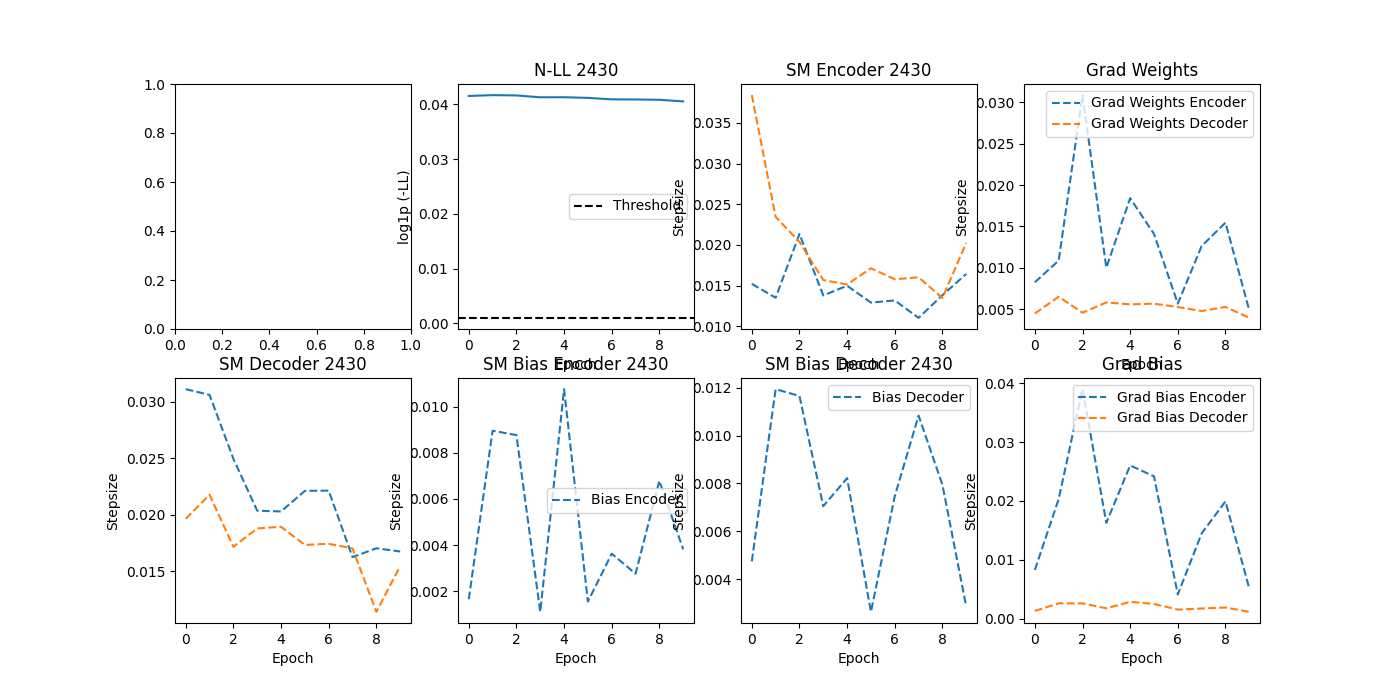 1.0
0.8
0.6
0.4
0.2
0.0
0.0 0.2 0.4 0.6 0.8 1.0
N-LL 2430
log1p (-LL)
0.04
0.03
0.02
0.01
0.00
Threshold
0 2 4 6 8
Epoch
SM Encoder 2430
Stepsize
0.035
0.030
0.025
0.020
0.015
0.010
0 2 4 6 8
Epoch
Grad Weights
Stepsize
0.030
0.025
0.020
0.015
0.010
0.005
Grad Weights Encoder
Grad Weights Decoder
0 2 4 6 8
Epoch
SM Decoder 2430
Stepsize
0.030
0.025
0.020
0.015
0 2 4 6 8
Epoch
SM Bias Encoder 2430
Stepsize
0.010
0.008
0.006
0.004
0.002
Bias Encoder
0 2 4 6 8
Epoch
SM Bias Decoder 2430
Stepsize
0.012
0.010
0.008
0.006
0.004
Bias Decoder
0 2 4 6 8
Epoch
Grad Bias
Stepsize
0.04
0.03
0.02
0.01
0.00
Grad Bias Encoder
Grad Bias Decoder
0 2 4 6 8
Epoch